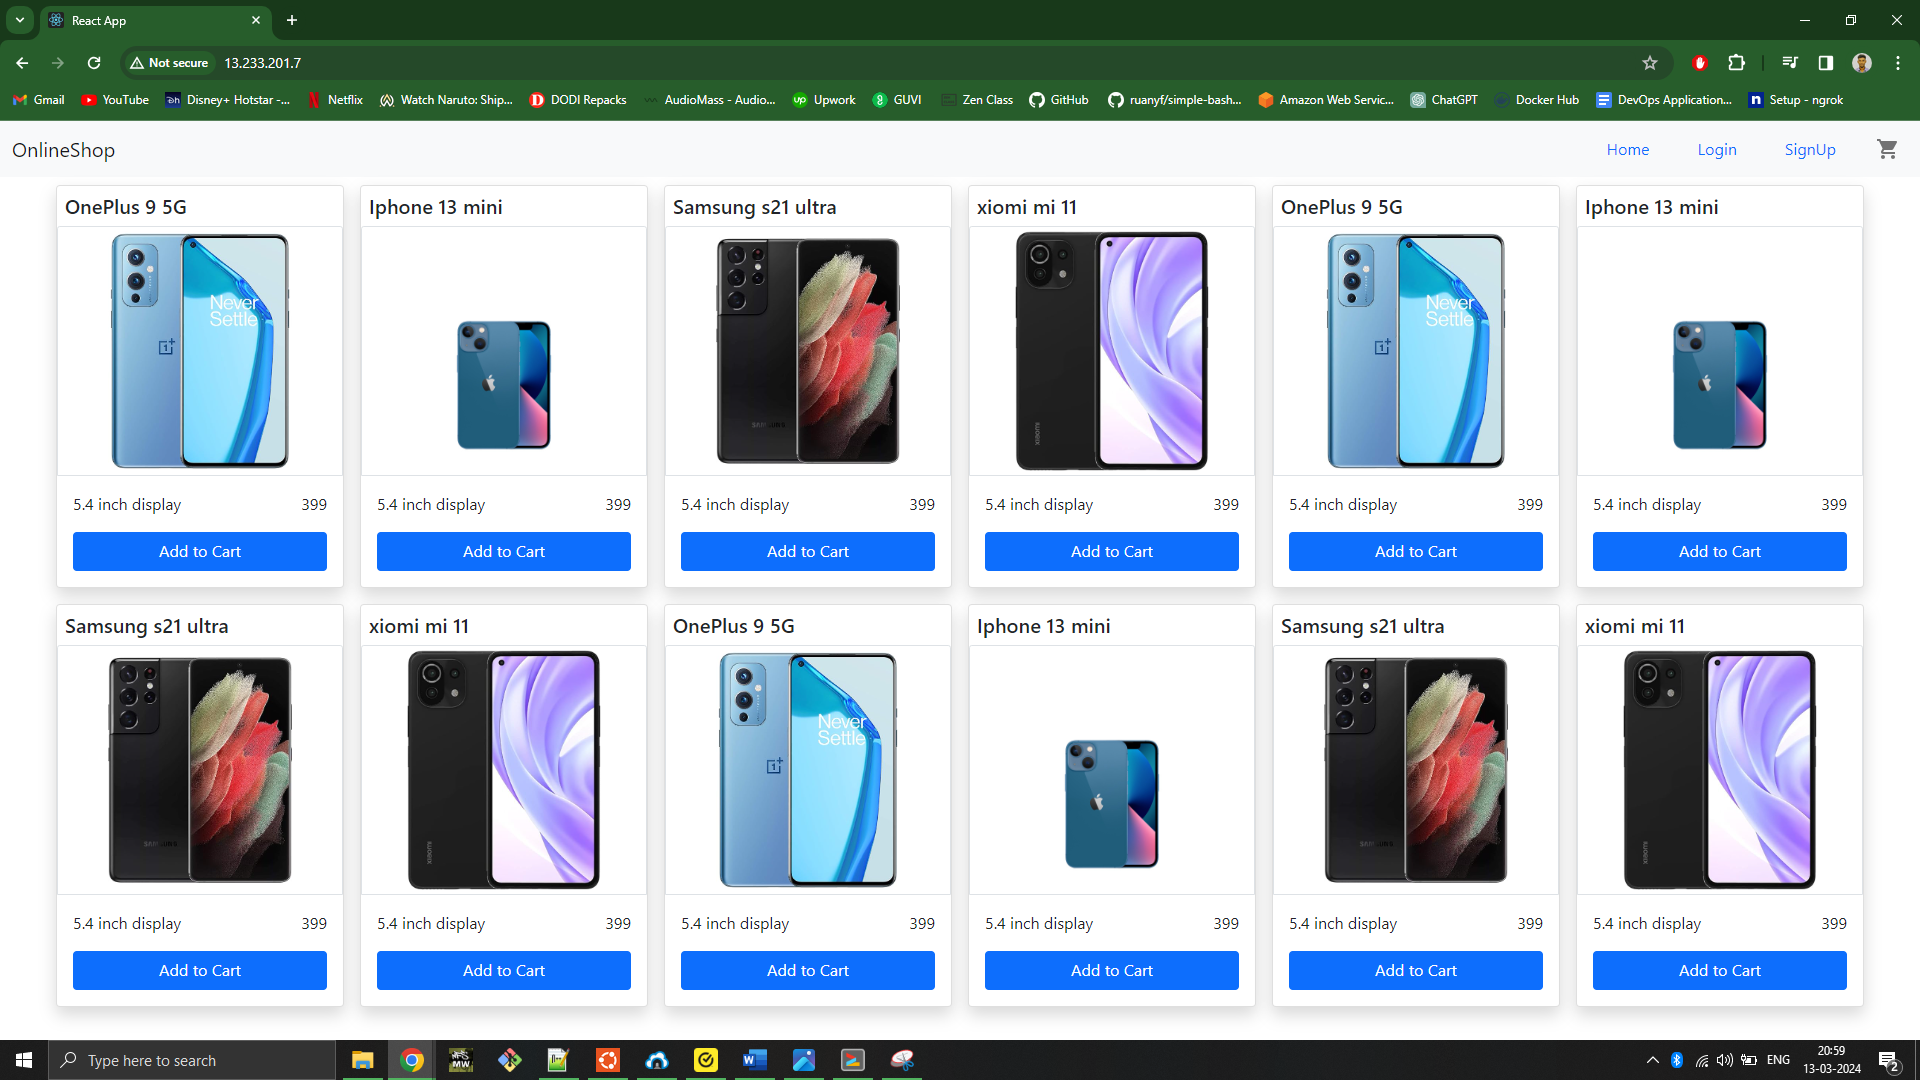 React App
Not secure
13.233.201.7
Gmail
YouTube
Disney+ Hotstar -...
Netflix
Watch Naruto: Ship...
DODI Repacks
AudioMass - Audio...
Upwork
GUVI
Zen Class
GitHub
ruanyf/simple-bash...
Amazon Web Servic...
ChatGPT
Docker Hub
DevOps Application...
Setup - ngrok
OnlineShop
Home
Login
SignUp
OnePlus 9 5G
Never
Settle
5.4 inch display 399
Add to Cart
Iphone 13 mini
5.4 inch display 399
Add to Cart
Samsung s21 ultra
5.4 inch display 399
Add to Cart
xiomi mi 11
XIAOMI
5.4 inch display 399
Add to Cart
OnePlus 9 5G
Never
Settle
5.4 inch display 399
Add to Cart
Iphone 13 mini
5.4 inch display 399
Add to Cart
Samsung s21 ultra
5.4 inch display 399
Add to Cart
xiomi mi 11
XIAOMI
5.4 inch display 399
Add to Cart
OnePlus 9 5G
Never
Settle
5.4 inch display 399
Add to Cart
Iphone 13 mini
5.4 inch display 399
Add to Cart
Samsung s21 ultra
5.4 inch display 399
Add to Cart
xiomi mi 11
XIAOMI
5.4 inch display 399
Add to Cart
Type here to search
ENG
20:59
13-03-2024
2